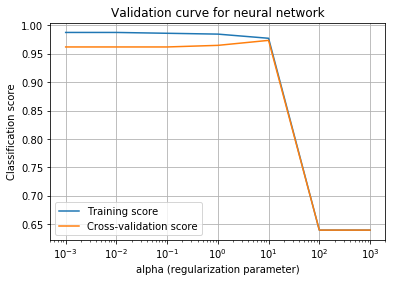 Validation curve for neural network
1.00
0.95
0.90
0.85
0.80
0.75
0.70
0.65
Classification score
Training score
Cross-validation score
10⁻³ 10⁻² 10⁻¹ 10⁰ 10¹ 10² 10³
alpha (regularization parameter)